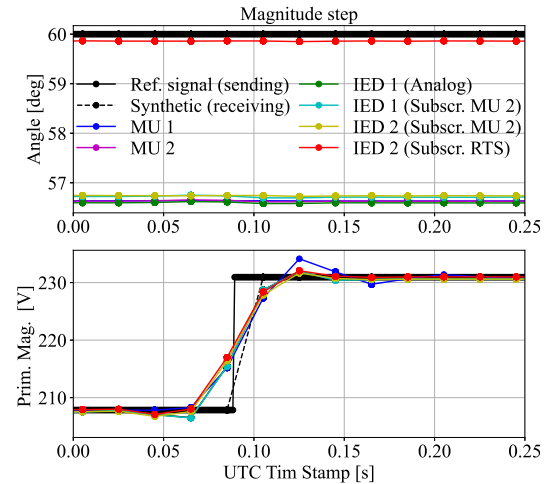 Magnitude step
60
59
58
57
Angle [deg]
Ref. signal (sending)
Synthetic (receiving)
MU 1
MU 2
IED 1 (Analog)
IED 1 (Subscr. MU 2)
IED 2 (Subscr. MU 2)
IED 2 (Subscr. RTS)
0.00 0.05 0.10 0.15 0.20 0.25
230
220
210
Prim. Mag. [V]
0.00 0.05 0.10 0.15 0.20 0.25
UTC Tim Stamp [s]